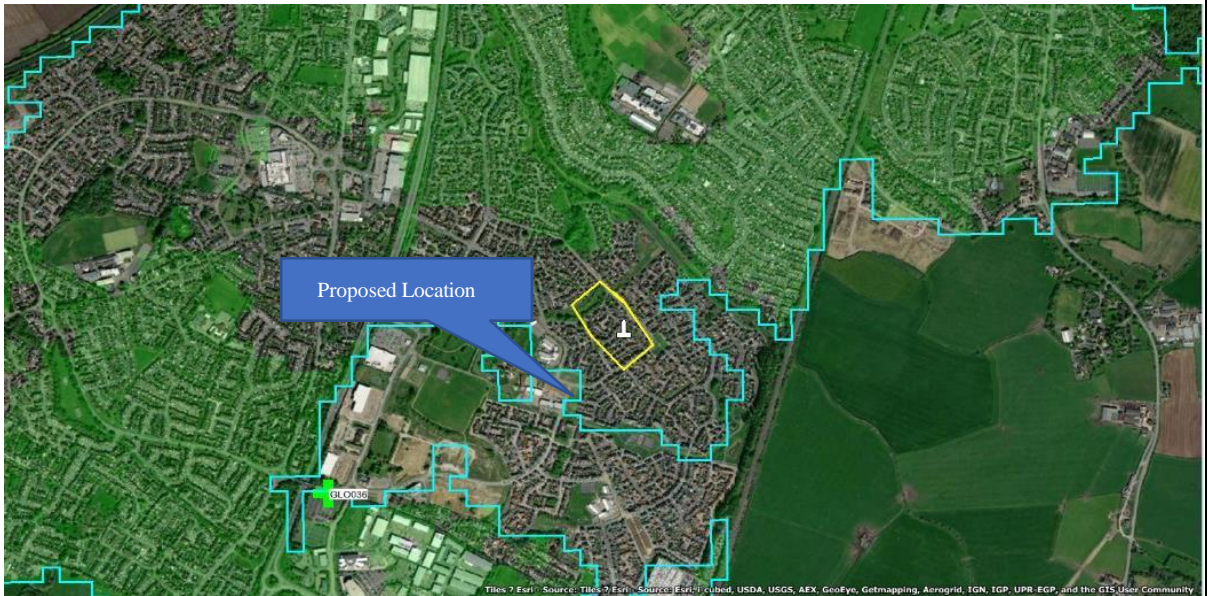 Proposed Location
GLO036
Tiles ? Esri - Source: Tiles ? Esri - Source: Esri, i-cubed, USDA, USGS, AEX, GeoEye, Getmapping, Aerogrid, IGN, IGP, UPR-EGP, and the GIS User Community